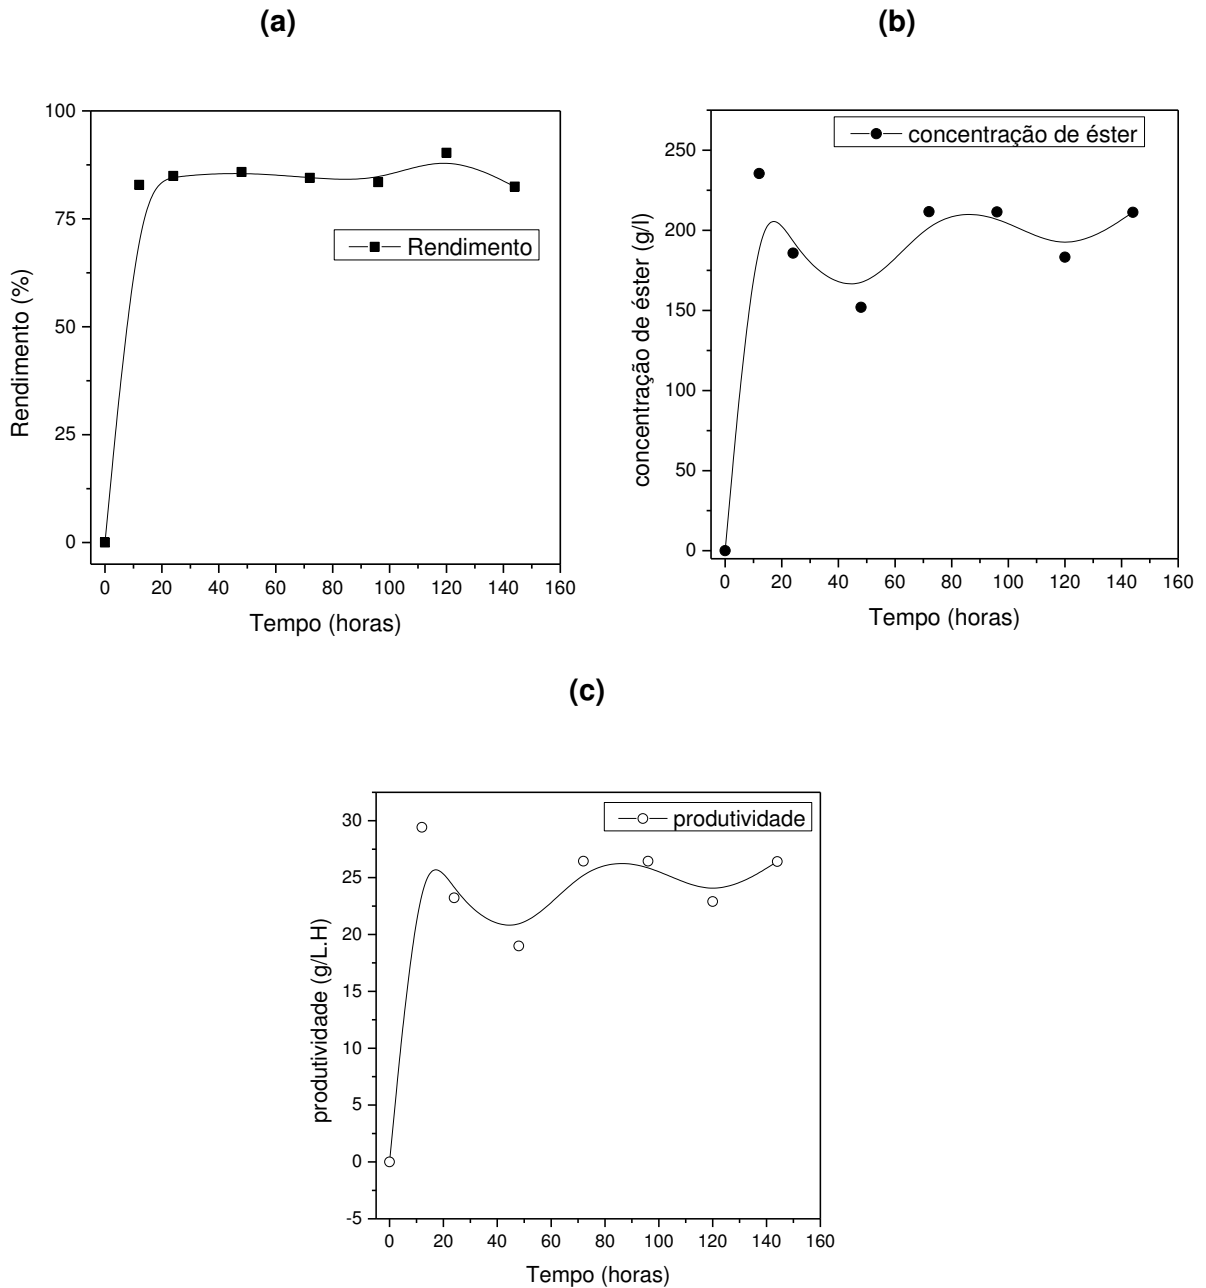 (a)
(b)
100
75
50
25
0
Rendimento (%)
Rendimento
0 20 40 60 80 100 120 140 160
Tempo (horas)
250
200
150
100
50
0
concentração de éster (g/l)
concentração de éster
0 20 40 60 80 100 120 140 160
Tempo (horas)
(c)
30
25
20
15
10
5
0
-5
produtividade (g/L.H)
produtividade
0 20 40 60 80 100 120 140 160
Tempo (horas)